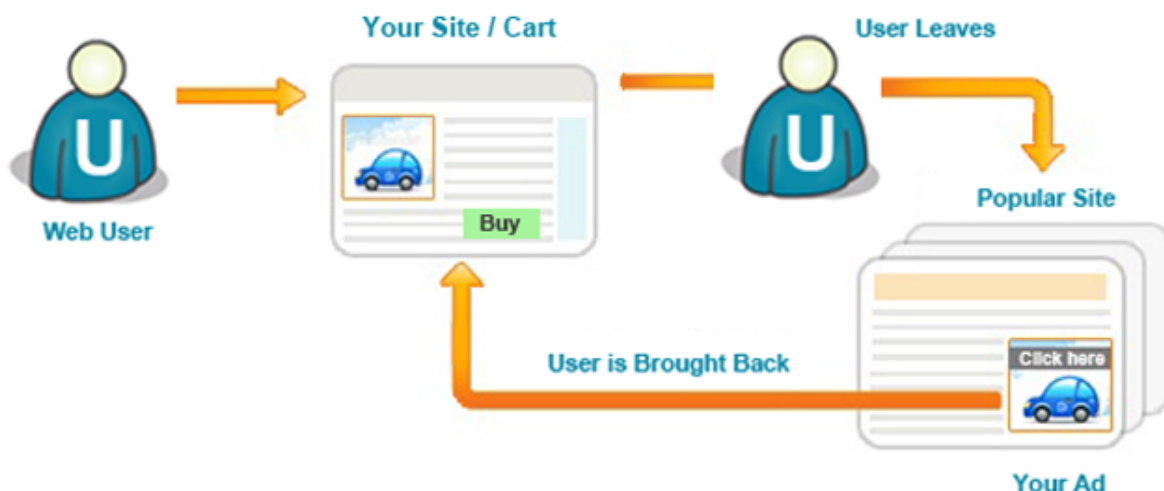 Your Site / Cart
User Leaves
U
U
Web User
Buy
Popular Site
Click here
User is Brought Back
Your Ad